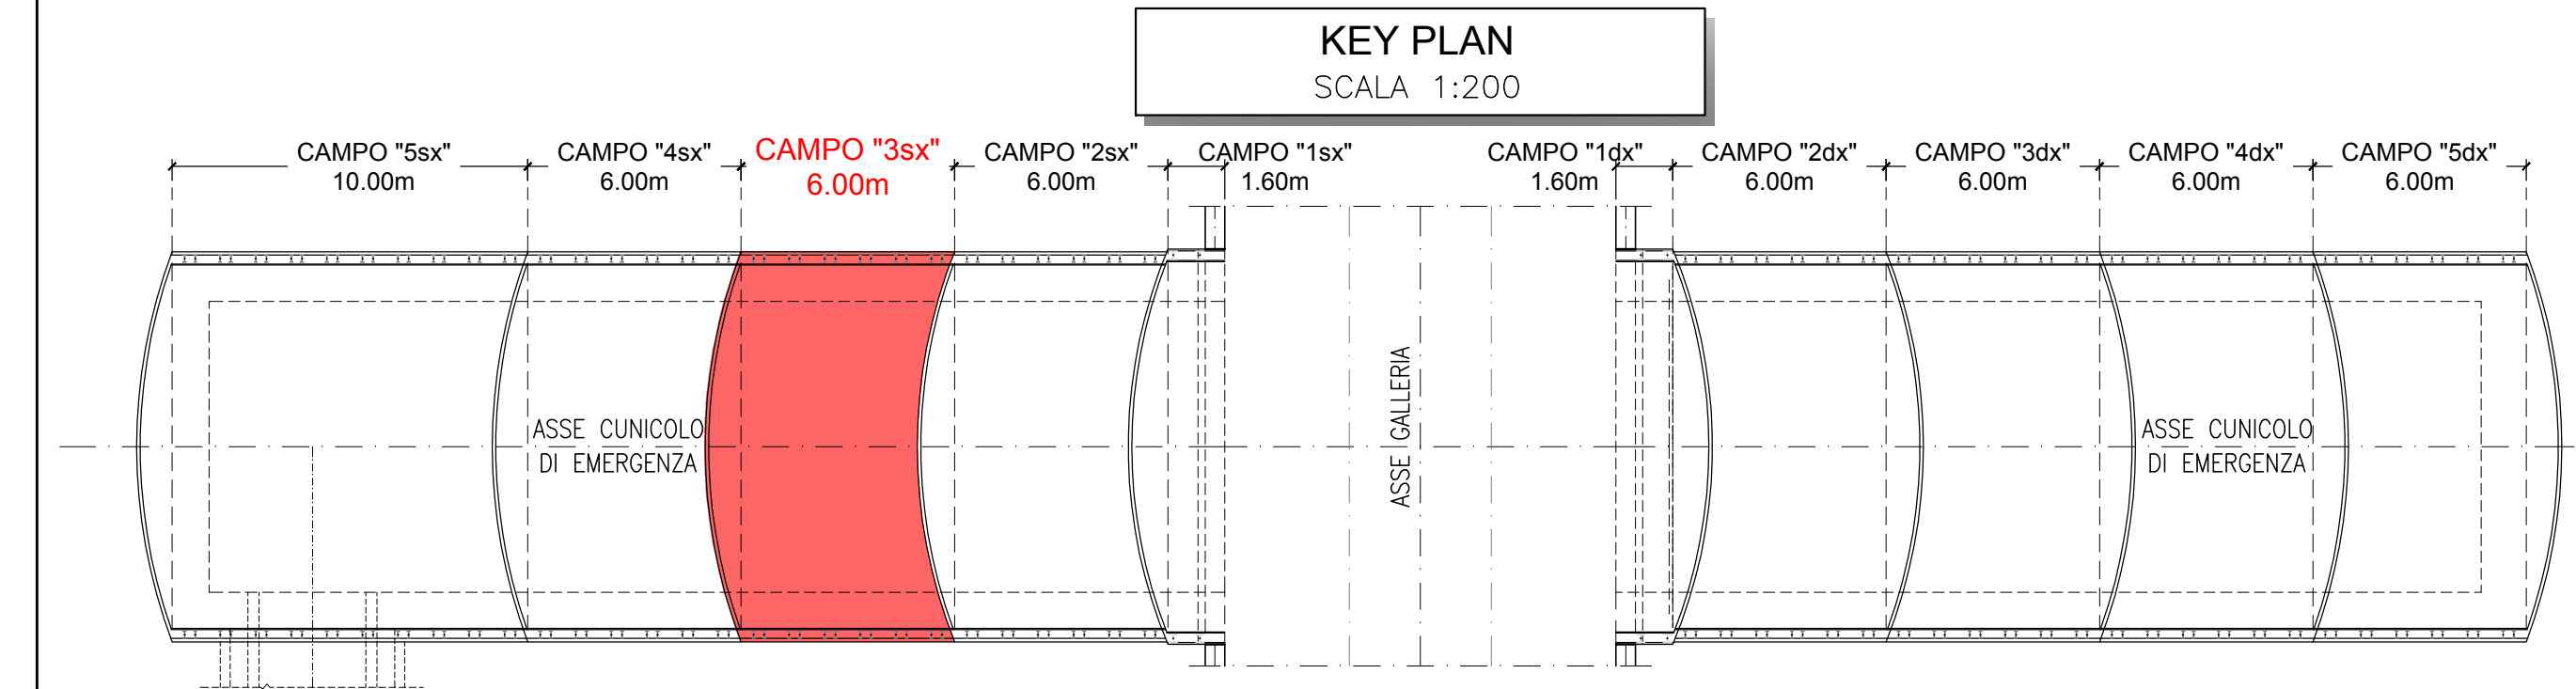 KEY PLAN
SCALA 1:200
CAMPO "5sx"
10.00m
CAMPO "4sx"
6.00m
CAMPO "3sx"
6.00m
CAMPO "2sx"
6.00m
CAMPO "1sx"
1.60m
CAMPO "1dx"
1.60m
CAMPO "2dx"
6.00m
CAMPO "3dx"
6.00m
CAMPO "4dx"
6.00m
CAMPO "5dx"
6.00m
ASSE CUNICOLO
DI EMERGENZA
ASSE GALLERIA
ASSE CUNICOLO
DI EMERGENZA